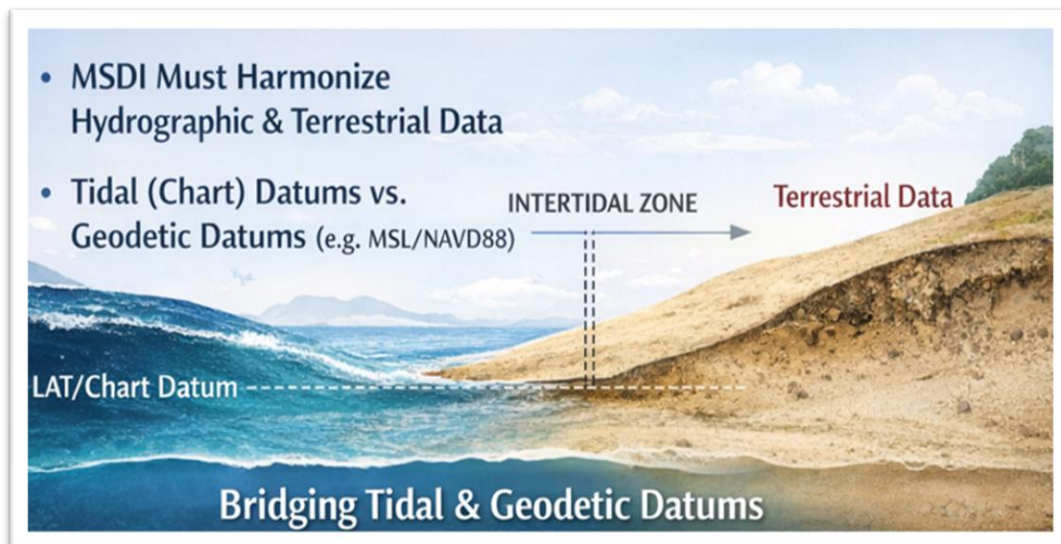 • MSDI Must Harmonize
Hydrographic & Terrestrial Data
• Tidal (Chart) Datums vs.
Geodetic Datums (e.g. MSL/NAVD88)
INTERTIDAL ZONE
Terrestrial Data
LAT/Chart Datum
Bridging Tidal & Geodetic Datums